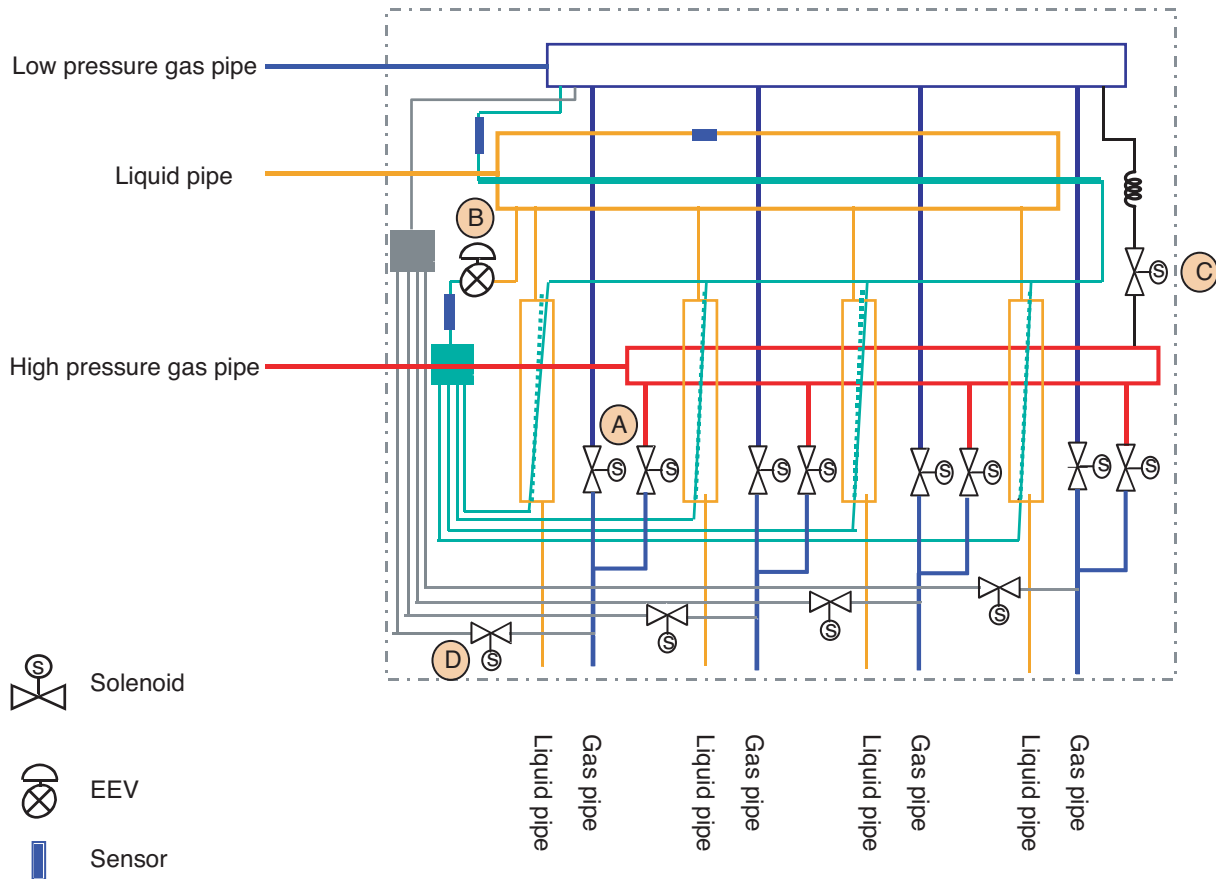 Low pressure gas pipe
Liquid pipe
B
S
C
High pressure gas pipe
A
S
S
S
S
S
S
S
S
S
S
S
S
D
S
Solenoid
EEV
Sensor
Liquid pipe
Gas pipe
Liquid pipe
Gas pipe
Liquid pipe
Gas pipe
Liquid pipe
Gas pipe